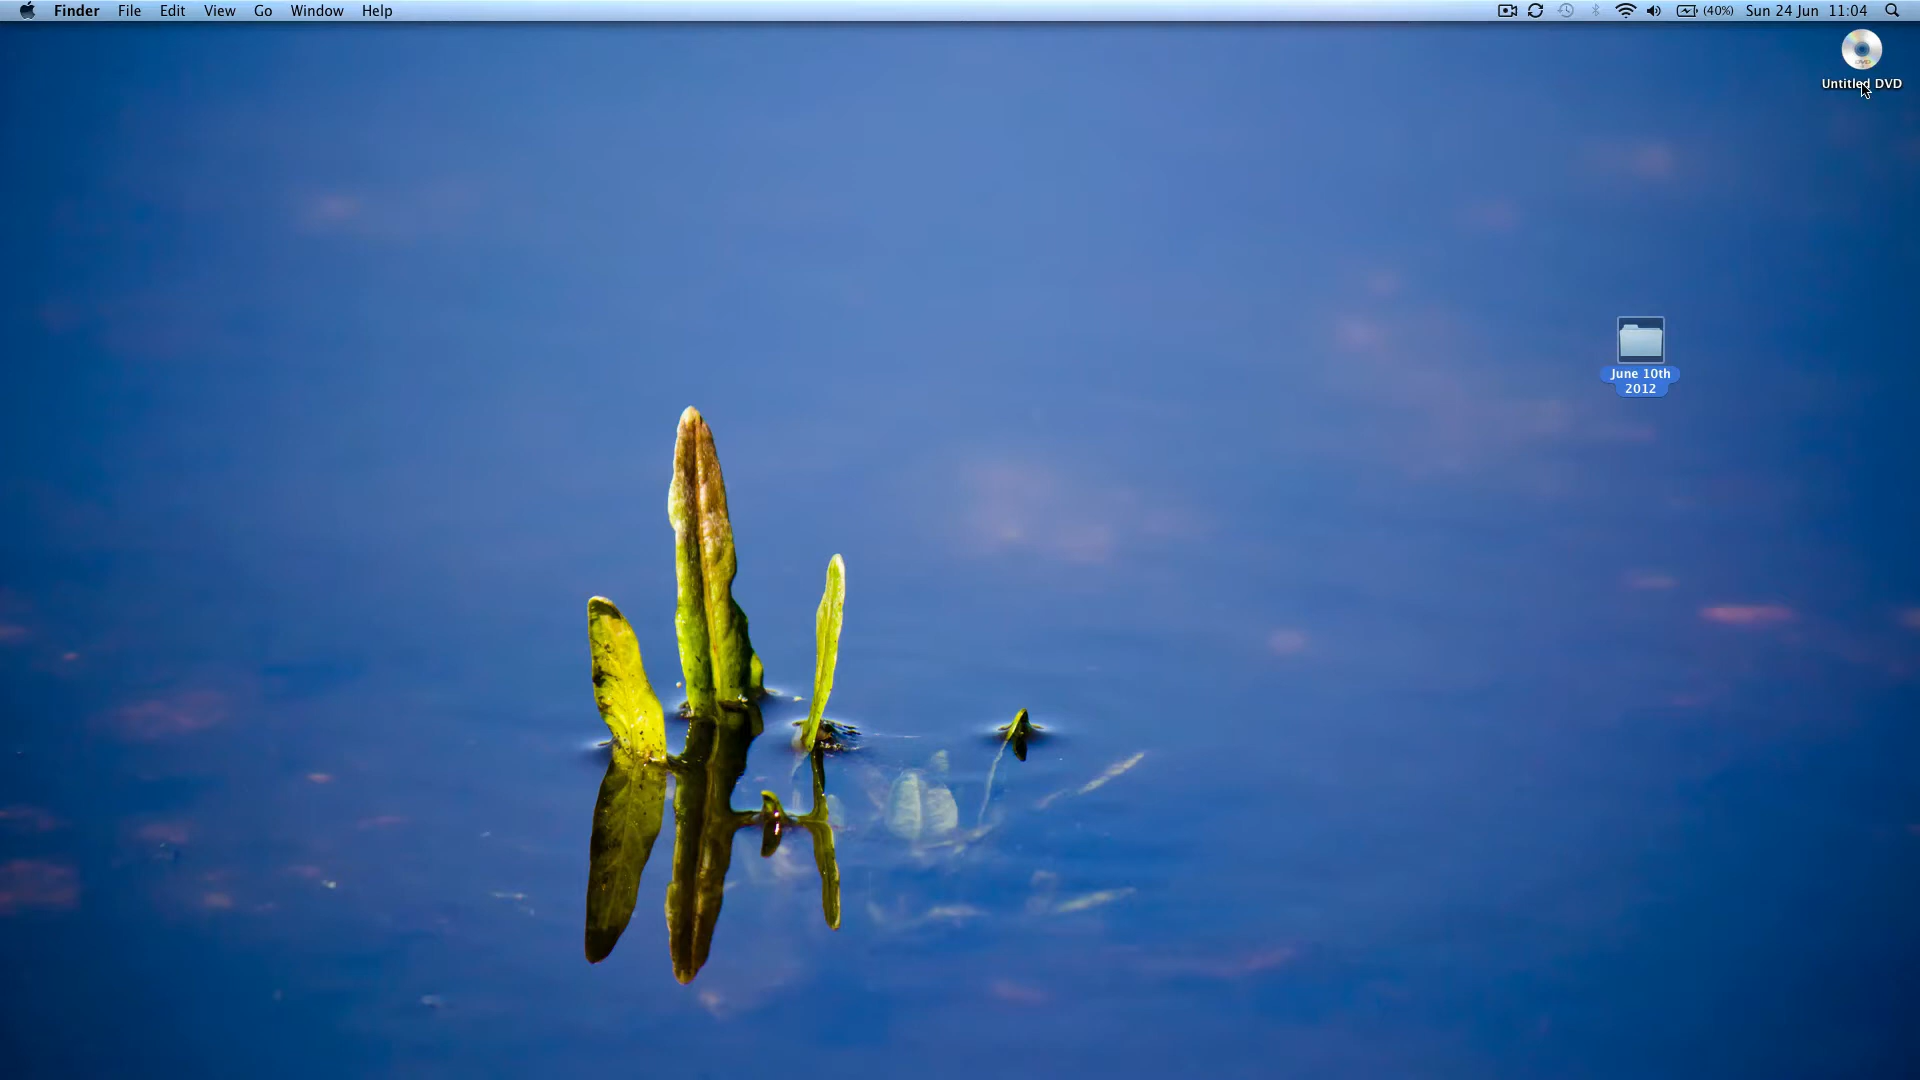 Finder File Edit View Go Window Help (40%) Sun 24 Jun 11:04
Untitled DVD
June 10th
2012